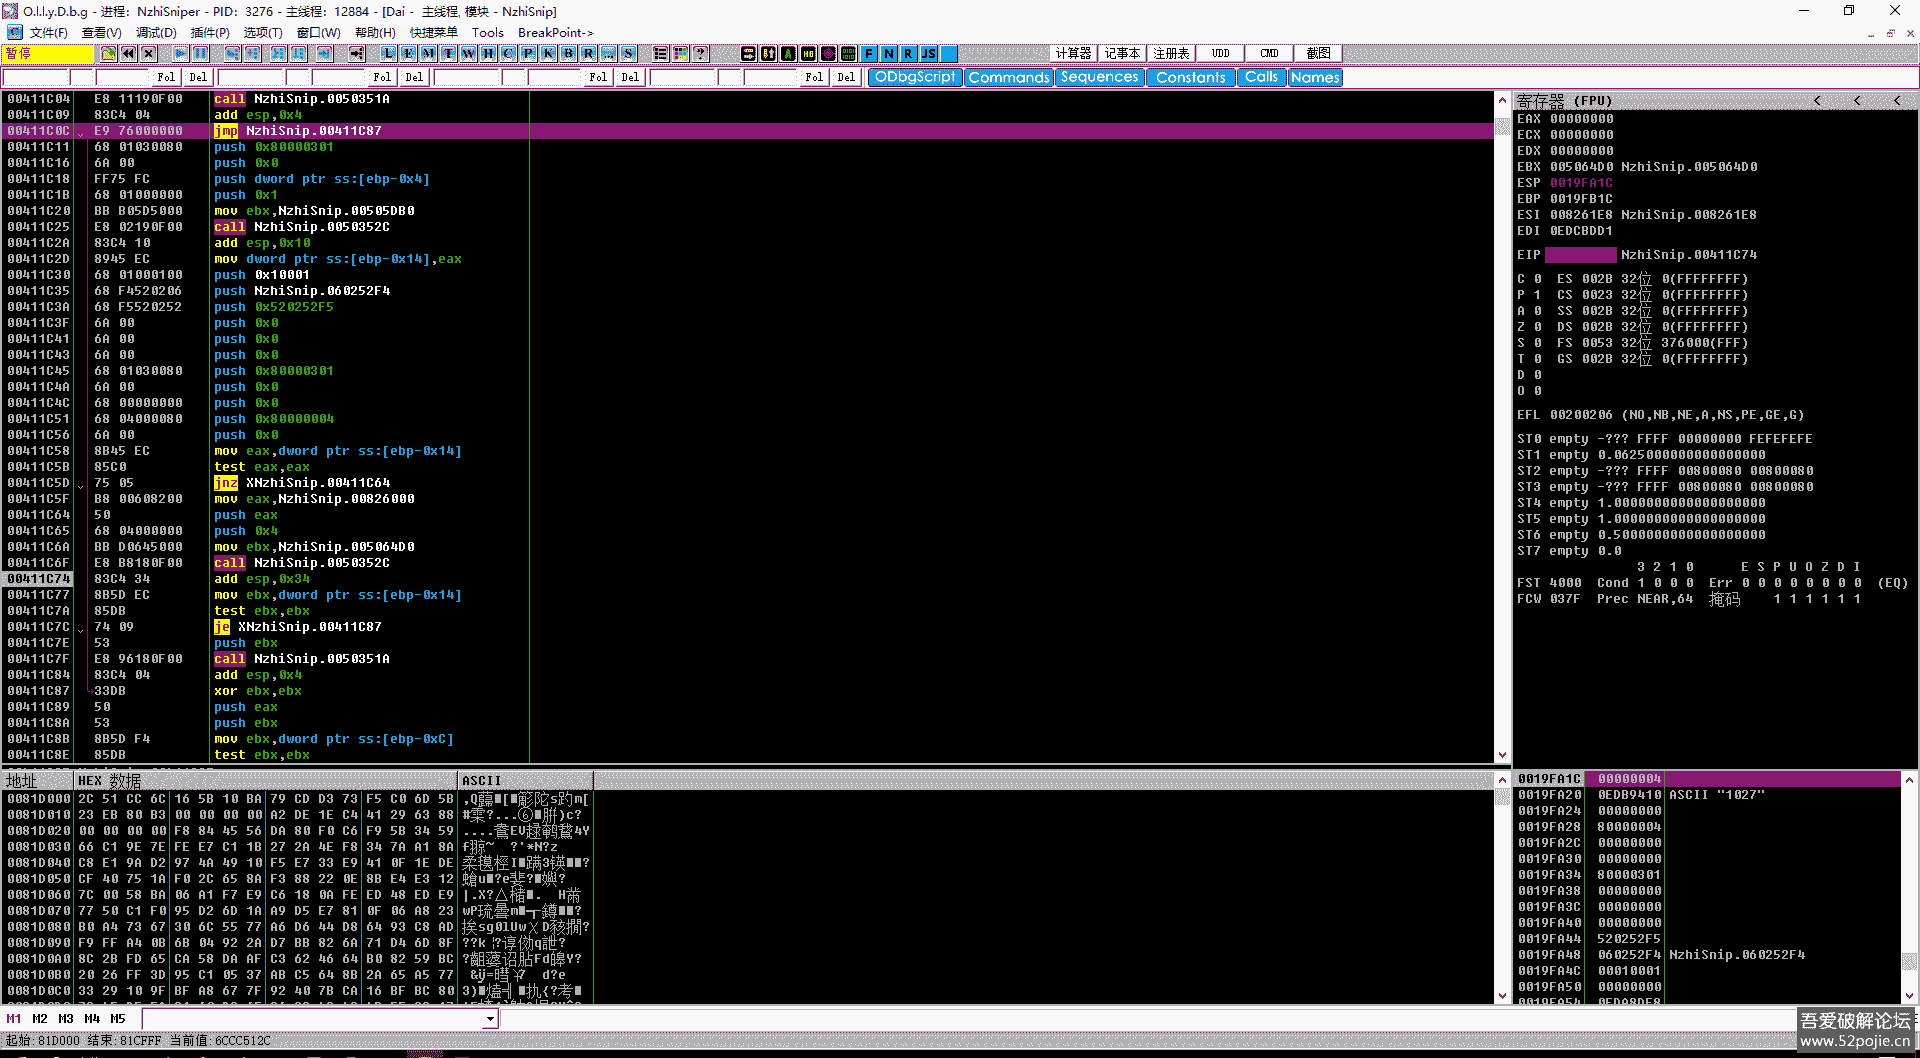 O.l.l.y.D.b.g - 进程: NzhiSniper - PID: 3276 - 主线程: 12884 - [Dai - 主线程, 模块 - NzhiSnip]
文件(F) 查看(V) 调试(D) 插件(P) 选项(T) 窗口(W) 帮助(H) 快捷菜单 Tools BreakPoint->
暂停 L E M T W H C P K B R ... S F N R JS 计算器 记事本 注册表 UDD CMD 截图
Fol Del Fol Del Fol Del Fol Del ODbgScript Commands Sequences Constants Calls Names
00411C04 E8 11190F00 call NzhiSnip.0050351A
00411C09 83C4 04 add esp,0x4
00411C0C E9 76000000 jmp NzhiSnip.00411C87
00411C11 68 01030080 push 0x80000301
00411C16 6A 00 push 0x0
00411C18 FF75 FC push dword ptr ss:[ebp-0x4]
00411C1B 68 01000000 push 0x1
00411C20 BB B05D5000 mov ebx,NzhiSnip.00505DB0
00411C25 E8 02190F00 call NzhiSnip.0050352C
00411C2A 83C4 10 add esp,0x10
00411C2D 8945 EC mov dword ptr ss:[ebp-0x14],eax
00411C30 68 01000100 push 0x10001
00411C35 68 F4520206 push NzhiSnip.060252F4
00411C3A 68 F5520252 push 0x520252F5
00411C3F 6A 00 push 0x0
00411C41 6A 00 push 0x0
00411C43 6A 00 push 0x0
00411C45 68 01030080 push 0x80000301
00411C4A 6A 00 push 0x0
00411C4C 68 00000000 push 0x0
00411C51 68 04000080 push 0x80000004
00411C56 6A 00 push 0x0
00411C58 8B45 EC mov eax,dword ptr ss:[ebp-0x14]
00411C5B 85C0 test eax,eax
00411C5D 75 05 jnz XNzhiSnip.00411C64
00411C5F B8 00608200 mov eax,NzhiSnip.00826000
00411C64 50 push eax
00411C65 68 04000000 push 0x4
00411C6A BB D0645000 mov ebx,NzhiSnip.005064D0
00411C6F E8 B8180F00 call NzhiSnip.0050352C
00411C74 83C4 34 add esp,0x34
00411C77 8B5D EC mov ebx,dword ptr ss:[ebp-0x14]
00411C7A 85DB test ebx,ebx
00411C7C 74 09 je XNzhiSnip.00411C87
00411C7E 53 push ebx
00411C7F E8 96180F00 call NzhiSnip.0050351A
00411C84 83C4 04 add esp,0x4
00411C87 33DB xor ebx,ebx
00411C89 50 push eax
00411C8A 53 push ebx
00411C8B 8B5D F4 mov ebx,dword ptr ss:[ebp-0xC]
00411C8E 85DB test ebx,ebx
寄存器 (FPU) < < <
EAX 00000000
ECX 00000000
EDX 00000000
EBX 005064D0 NzhiSnip.005064D0
ESP 0019FA1C
EBP 0019FB1C
ESI 008261E8 NzhiSnip.008261E8
EDI 0EDCBDD1
EIP NzhiSnip.00411C74
C 0 ES 002B 32位 0(FFFFFFFF)
P 1 CS 0023 32位 0(FFFFFFFF)
A 0 SS 002B 32位 0(FFFFFFFF)
Z 0 DS 002B 32位 0(FFFFFFFF)
S 0 FS 0053 32位 376000(FFF)
T 0 GS 002B 32位 0(FFFFFFFF)
D 0
O 0
EFL 00200206 (NO,NB,NE,A,NS,PE,GE,G)
ST0 empty -??? FFFF 00000000 FEFEFEFE
ST1 empty 0.0625000000000000000
ST2 empty -??? FFFF 00800080 00800080
ST3 empty -??? FFFF 00800080 00800080
ST4 empty 1.0000000000000000000
ST5 empty 1.0000000000000000000
ST6 empty 0.5000000000000000000
ST7 empty 0.0
3 2 1 0 E S P U O Z D I
FST 4000 Cond 1 0 0 0 Err 0 0 0 0 0 0 0 0 (EQ)
FCW 037F Prec NEAR,64 掩码 1 1 1 1 1 1
地址 HEX 数据 ASCII
0081D000 2C 51 CC 6C 16 5B 10 BA 79 CD D3 73 F5 C0 6D 5B
0081D010 23 EB 80 B3 00 00 00 00 A2 DE 1E C4 41 29 63 88
0081D020 00 00 00 00 F8 84 45 56 DA 80 F0 C6 F9 5B 34 59
0081D030 66 C1 9E 7E FE E7 C1 1B 27 2A 4E F8 34 7A A1 8A
0081D040 C8 E1 9A D2 97 4A 49 10 F5 E7 33 E9 41 0F 1E DE
0081D050 CF 40 75 1A F0 2C 65 8A F3 88 22 0E 8B E4 E3 12
0081D060 7C 00 58 BA 06 A1 F7 E9 C6 18 0A FE ED 48 ED E9
0081D070 77 50 C1 F0 95 D2 6D 1A A9 D5 E7 81 0F 06 A8 23
0081D080 B0 A4 73 67 30 6C 55 77 A6 D6 44 D8 64 93 C8 AD
0081D090 F9 FF A4 0B 6B 04 92 2A D7 BB 82 6A 71 D4 6D 8F
0081D0A0 8C 2B FD 65 CA 58 DA AF C3 62 46 64 B0 82 59 BC
0081D0B0 20 26 FF 3D 95 C1 05 37 AB C5 64 8B 2A 65 A5 77
0081D0C0 33 29 10 9F BF A8 67 7F 92 40 7B CA 16 BF BC 80
0019FA1C 00000004
0019FA20 0EDB9410 ASCII "1027"
0019FA24 00000000
0019FA28 80000004
0019FA2C 00000000
0019FA30 00000000
0019FA34 80000301
0019FA38 00000000
0019FA3C 00000000
0019FA40 00000000
0019FA44 520252F5
0019FA48 060252F4 NzhiSnip.060252F4
0019FA4C 00010001
0019FA50 00000000
0019FA54 0EDA8DE8
M1 M2 M3 M4 M5
起始:81D000 结束:81CFFF 当前值:6CCC512C
吾爱破解论坛
www.52pojie.cn